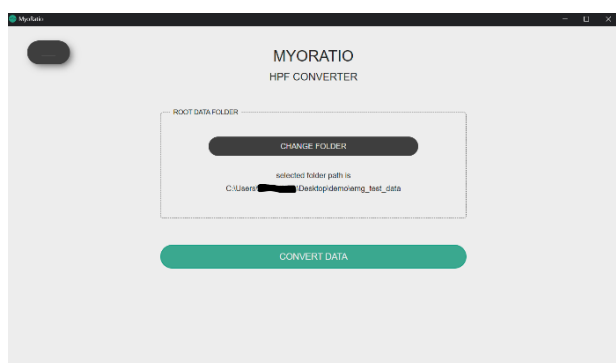 MyoRatio
MYORATIO
HPF CONVERTER
ROOT DATA FOLDER
CHANGE FOLDER
selected folder path is
C:\Users\ \Desktop\demo\emg_test_data
CONVERT DATA